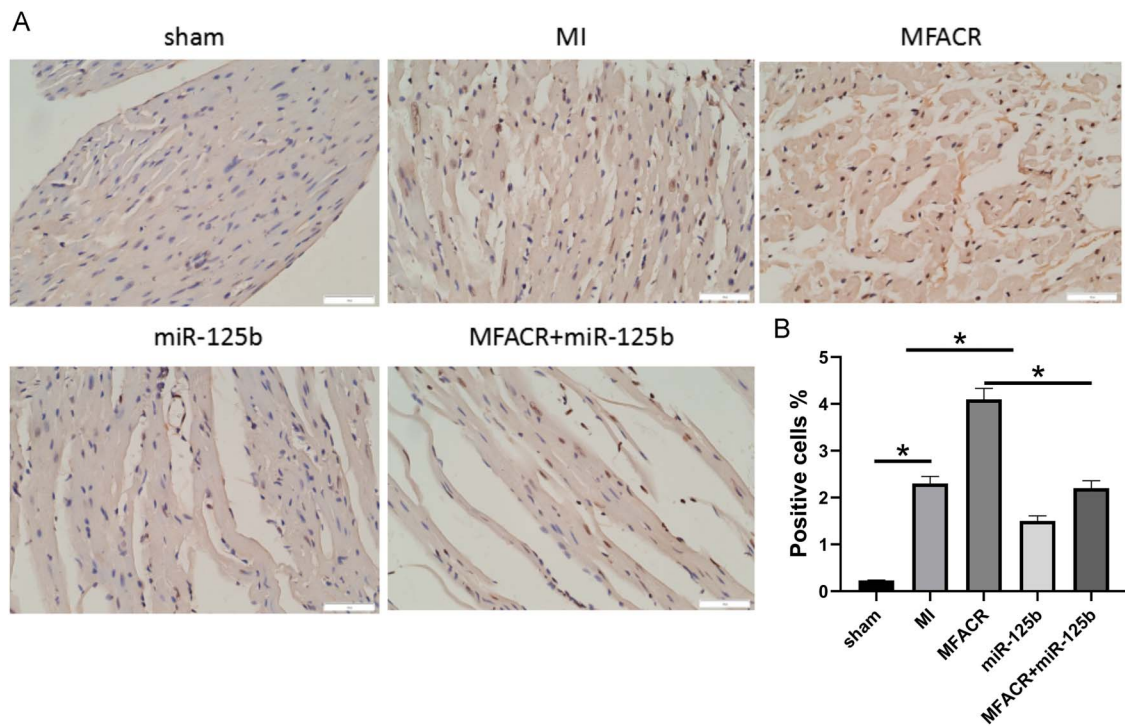 A
sham
MI
MFACR
miR-125b
MFACR+miR-125b
B
*
*
*
5
4
3
2
1
0
Positive cells %
sham
MI
MFACR
miR-125b
MFACR+miR-125b